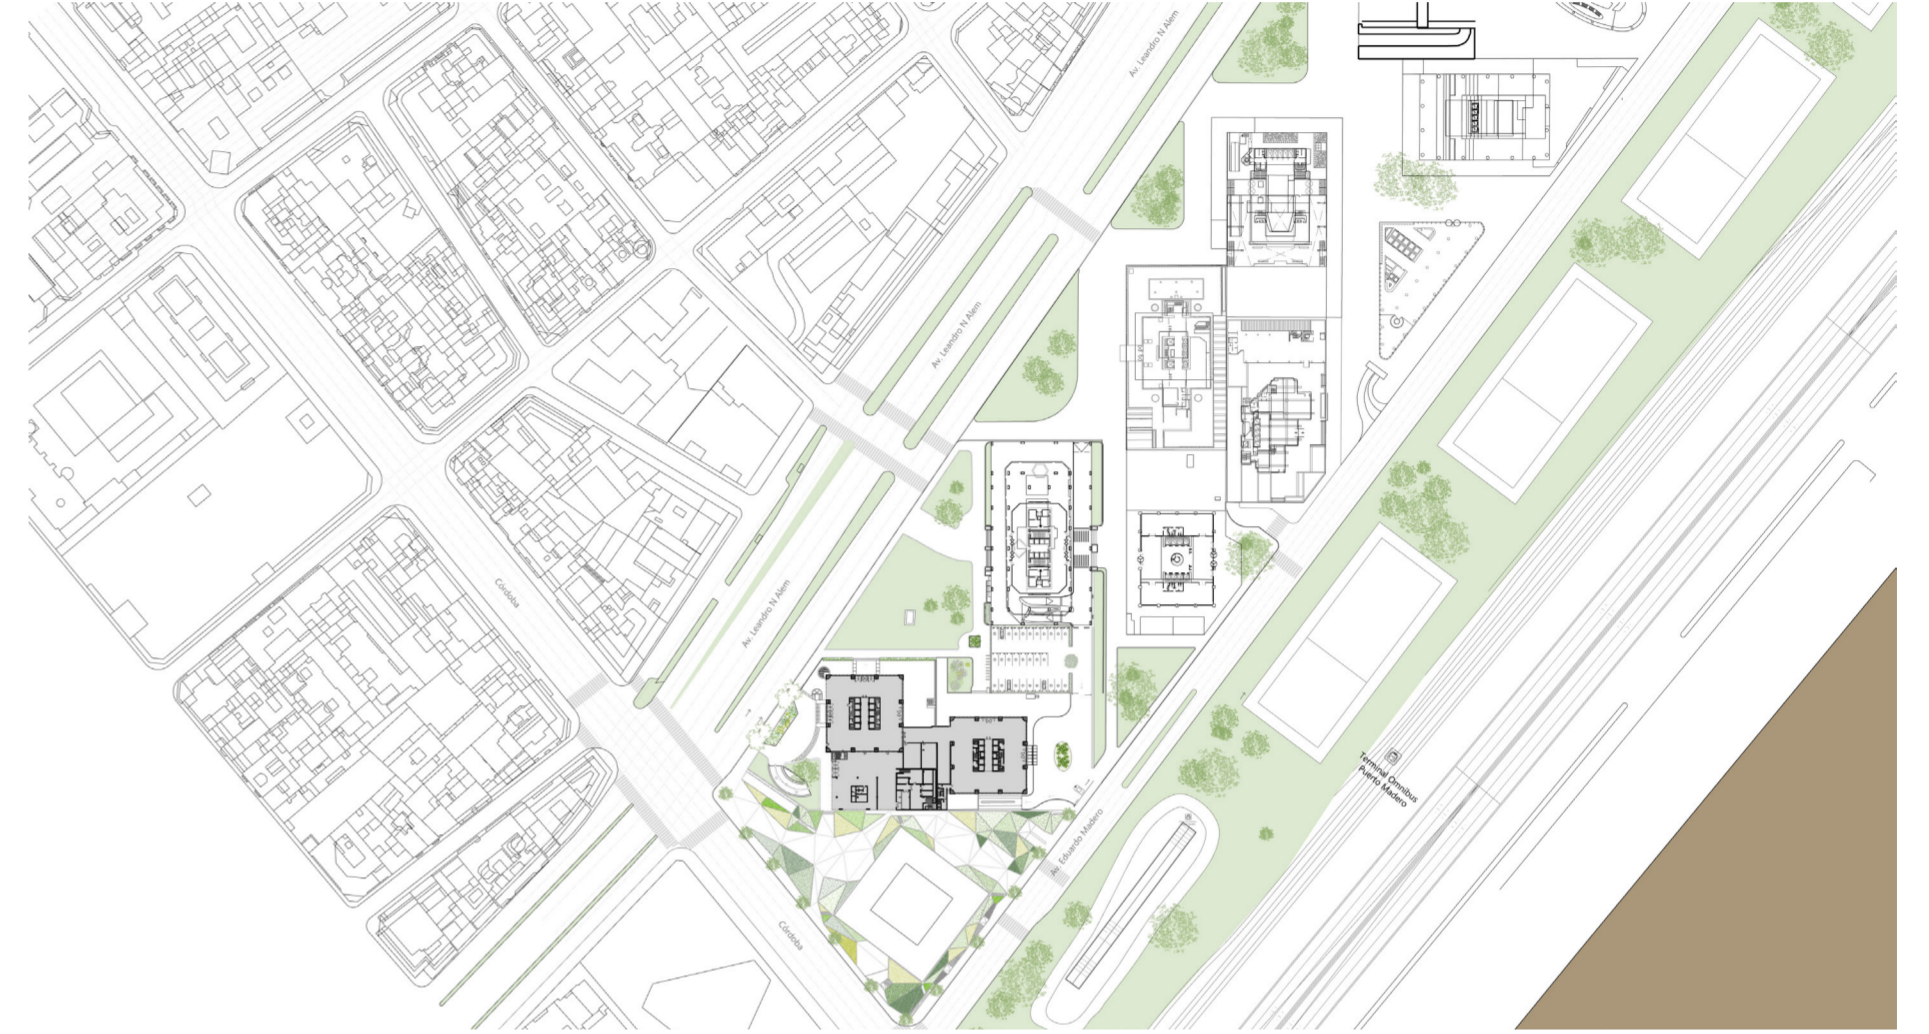 Av. Leandro N Alem
Av. Leandro N Alem
Córdoba
Av. Leandro N Alem
Terminal Omnibus
Puerto Madero
Av. Eduardo Madero
Córdoba